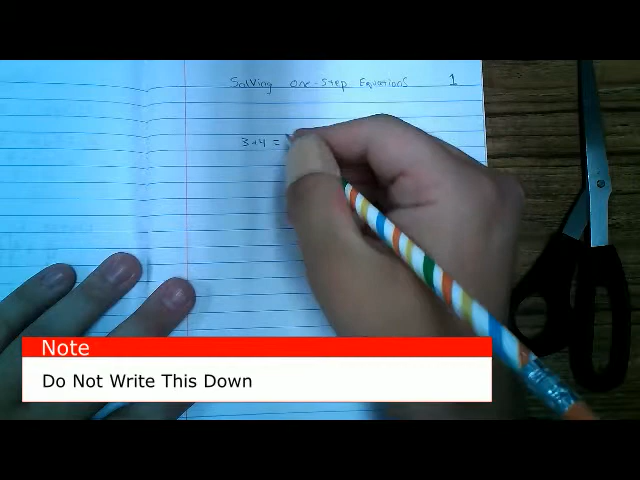 Solving One-Step Equations 1
3+4 =
Note
Do Not Write This Down